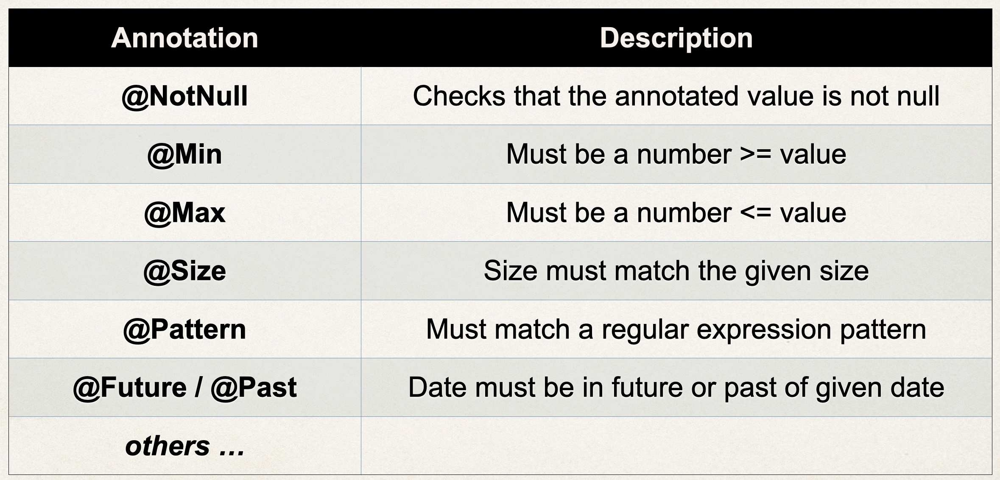 Annotation Description
@NotNull Checks that the annotated value is not null
@Min Must be a number >= value
@Max Must be a number <= value
@Size Size must match the given size
@Pattern Must match a regular expression pattern
@Future / @Past Date must be in future or past of given date
others …